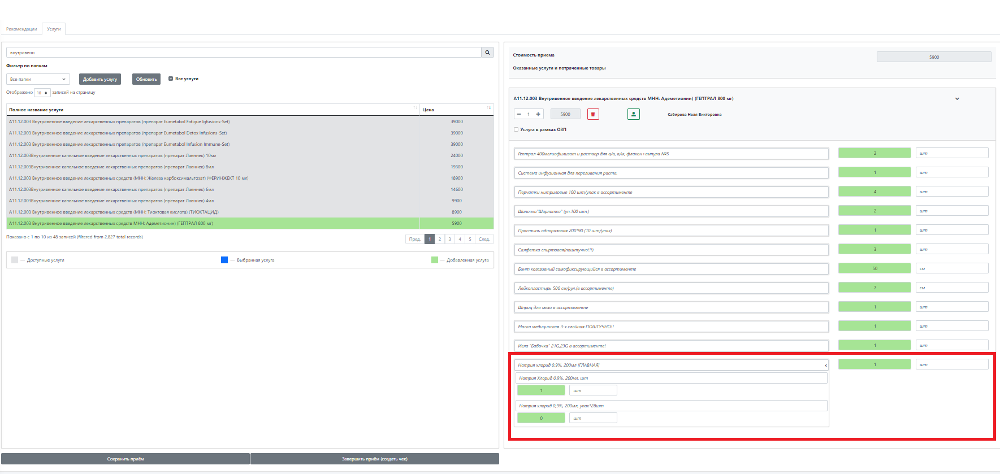 Рекомендации
Услуги
внутривенн
Фильтр по папкам
Все папки
Добавить услугу
Обновить
Все услуги
Отображено 10 записей на страницу
Полное название услуги
Цена
A11.12.003 Внутривенное введение лекарственных препаратов (препарат Eumetabol Fatigue Igfusions-Set) 39000
A11.12.003 Внутривенное введение лекарственных препаратов (препарат Eumetabol Detox Infusions-Set) 39000
A11.12.003 Внутривенное введение лекарственных препаратов (препарат Eumetabol Infusion Immune-Set) 39000
A11.12.003Внутривенное капельное введение лекарственных препаратов (препарат Лаеннек) 10мл 24000
A11.12.003Внутривенное капельное введение лекарственных препаратов (препарат Лаеннек) 8мл 19300
A11.12.003 Внутривенное введение лекарственных средств (МНН: Железа карбоксимальтозат) (ФЕРИНЖЕКТ 10 мл) 18900
A11.12.003Внутривенное капельное введение лекарственных препаратов (препарат Лаеннек) 6мл 14600
A11.12.003Внутривенное капельное введение лекарственных препаратов (препарат Лаеннек) 4мл 9900
A11.12.003 Внутривенное введение лекарственных средств (МНН: Тиоктовая кислота) (ТИОКТАЦИД) 8900
A11.12.003 Внутривенное введение лекарственных средств МНН: Адеметионин) (ГЕПТРАЛ 800 мг) 5900
Показано с 1 по 10 из 48 записей (filtered from 2,827 total records)
Пред. 1 2 3 4 5 След.
— Доступные услуги
— Выбранная услуга
— Добавленная услуга
Сохранить приём
Завершить приём (создать чек)
Стоимость приема
5900
Оказанные услуги и потраченные товары
A11.12.003 Внутривенное введение лекарственных средств МНН: Адеметионин) (ГЕПТРАЛ 800 мг)
− 1 +
5900
Сабирова Неля Викторовна
Услуга в рамках ОЗП
Гептрал 400мглиофилизат и раствор для в/в, в/м, флакон+ампула №5 2 шт
Система инфузионная для переливания раств. 1 шт
Перчатки нитриловые 100 шт/упак в ассортименте 4 шт
Шапочка"Шарлотка" (уп.100 шт.) 2 шт
Простынь одноразовая 200*90 (10 шт/упак) 1 шт
Салфетка спиртовая(поштучно!!!) 3 шт
Бинт когезивный самофиксирующийся в ассортименте 50 см
Лейкопластырь 500 см/рул.(в ассортименте) 7 см
Шприц для мезо в ассортименте 1 шт
Маска медицинская 3-х слойная ПОШТУЧНО!! 1 шт
Игла "Бабочка" 21G,23G в ассортименте! 1 шт
Натрия хлорид 0,9%, 200мл [ГЛАВНАЯ] 1 шт
Натрия Хлорид 0,9%, 200мл, шт
1 шт
Натрия хлорид 0,9%, 200мл, упак*28шт
0 шт